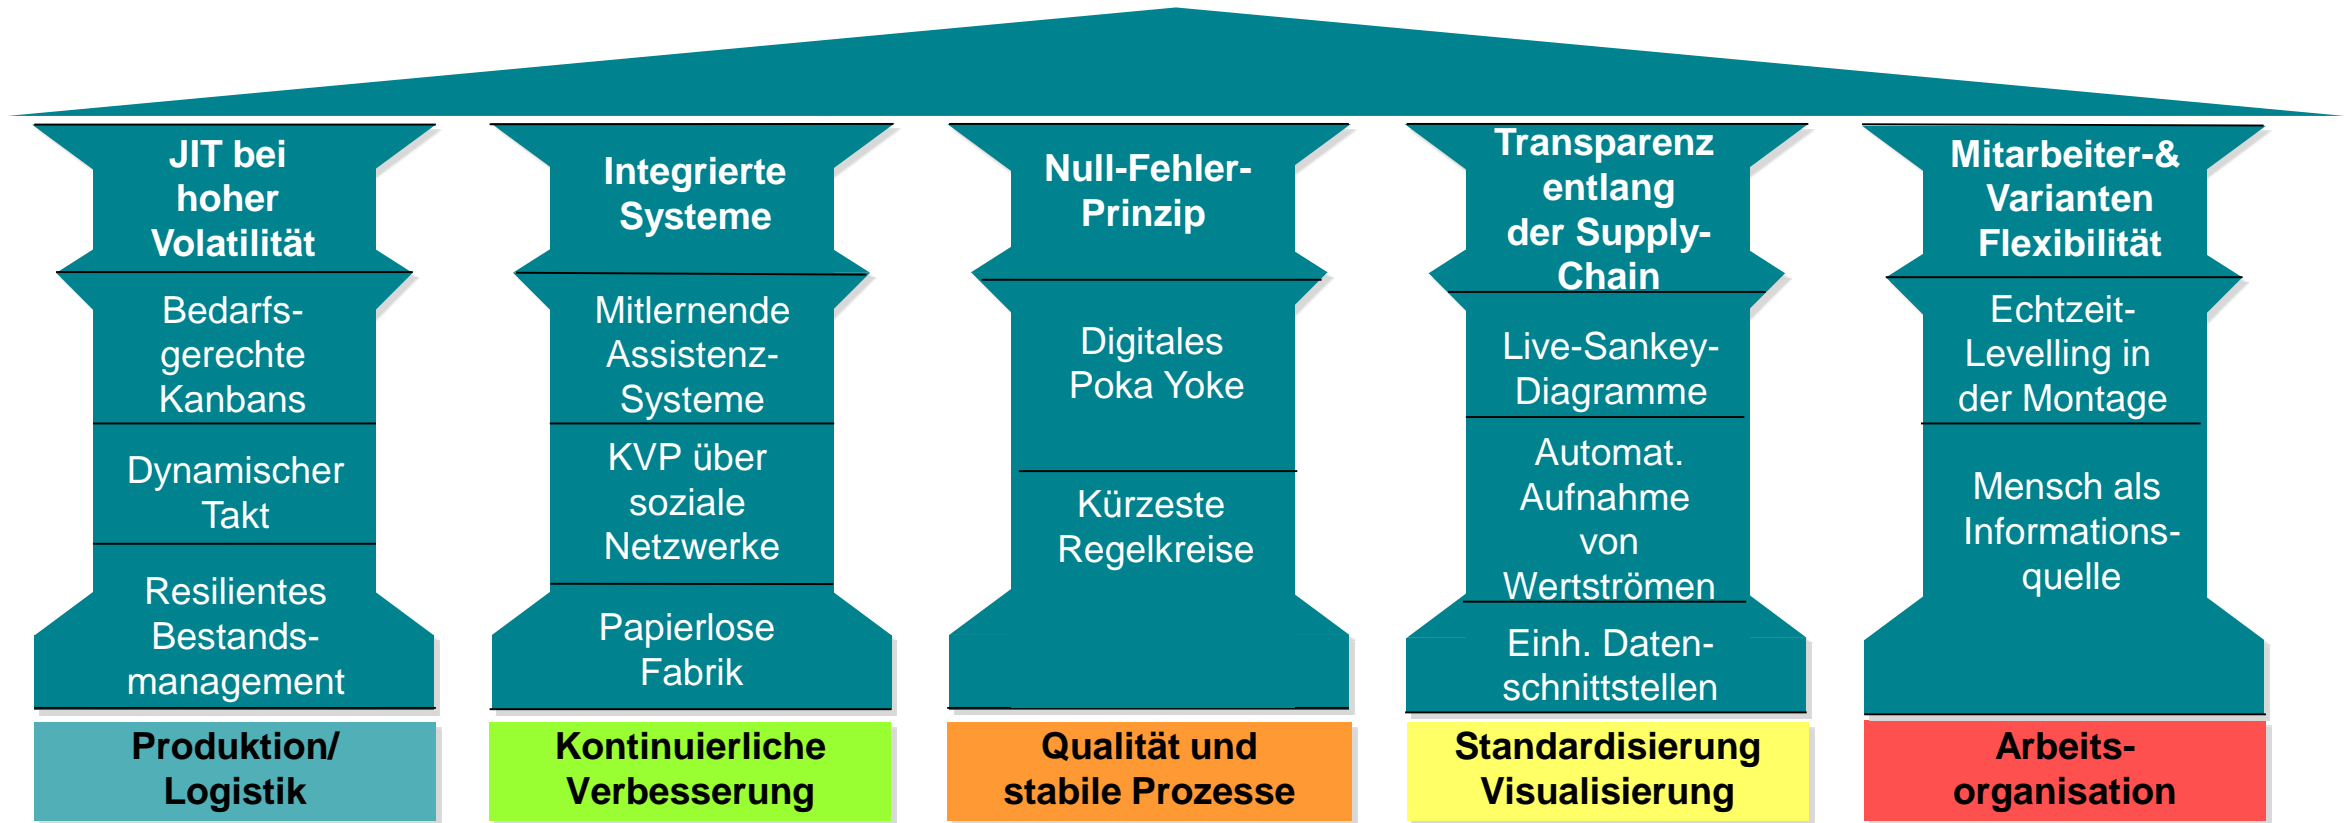 JIT bei
hoher
Volatilität
Bedarfs-
gerechte
Kanbans
Dynamischer
Takt
Resilientes
Bestands-
management
Produktion/
Logistik
Integrierte
Systeme
Mitlernende
Assistenz-
Systeme
KVP über
soziale
Netzwerke
Papierlose
Fabrik
Kontinuierliche
Verbesserung
Null-Fehler-
Prinzip
Digitales
Poka Yoke
Kürzeste
Regelkreise
Qualität und
stabile Prozesse
Transparenz
entlang
der Supply-
Chain
Live-Sankey-
Diagramme
Automat.
Aufnahme
von
Wertströmen
Einh. Daten-
schnittstellen
Standardisierung
Visualisierung
Mitarbeiter-&
Varianten
Flexibilität
Echtzeit-
Levelling in
der Montage
Mensch als
Informations-
quelle
Arbeits-
organisation